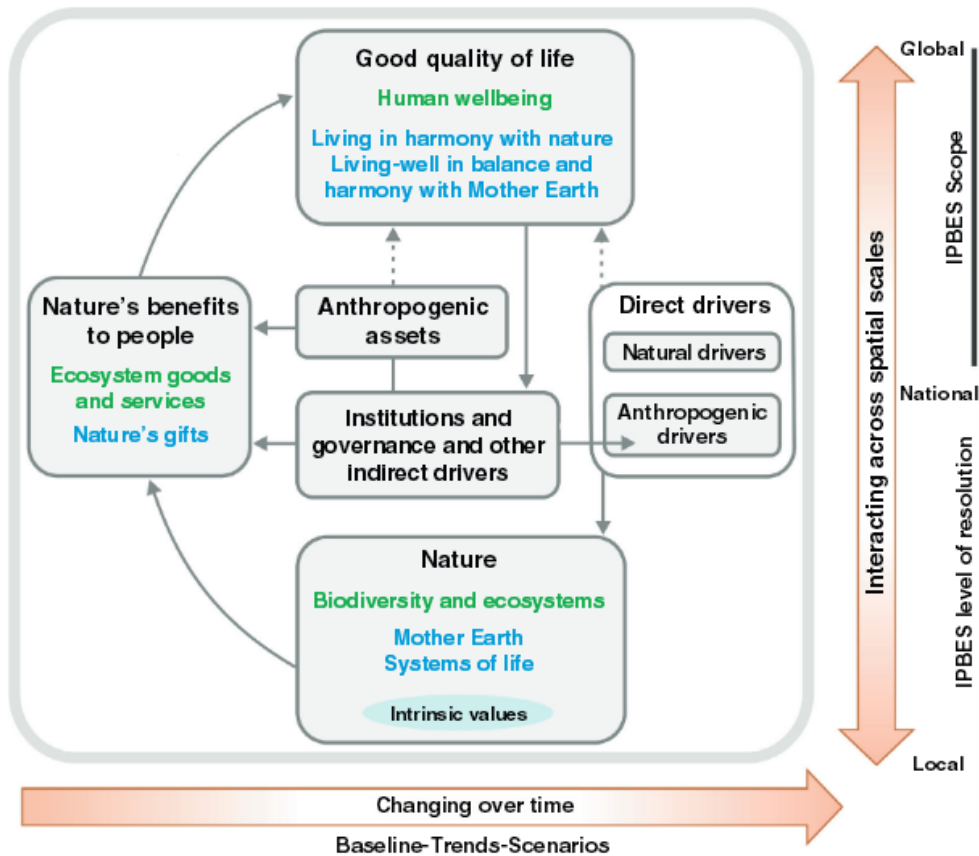 Good quality of life
Human wellbeing
Living in harmony with nature
Living-well in balance and
harmony with Mother Earth
Nature's benefits
to people
Ecosystem goods
and services
Nature's gifts
Anthropogenic
assets
Institutions and
governance and other
indirect drivers
Direct drivers
Natural drivers
Anthropogenic
drivers
Nature
Biodiversity and ecosystems
Mother Earth
Systems of life
Intrinsic values
Changing over time
Baseline-Trends-Scenarios
Interacting across spatial scales
Global
National
Local
IPBES Scope
IPBES level of resolution